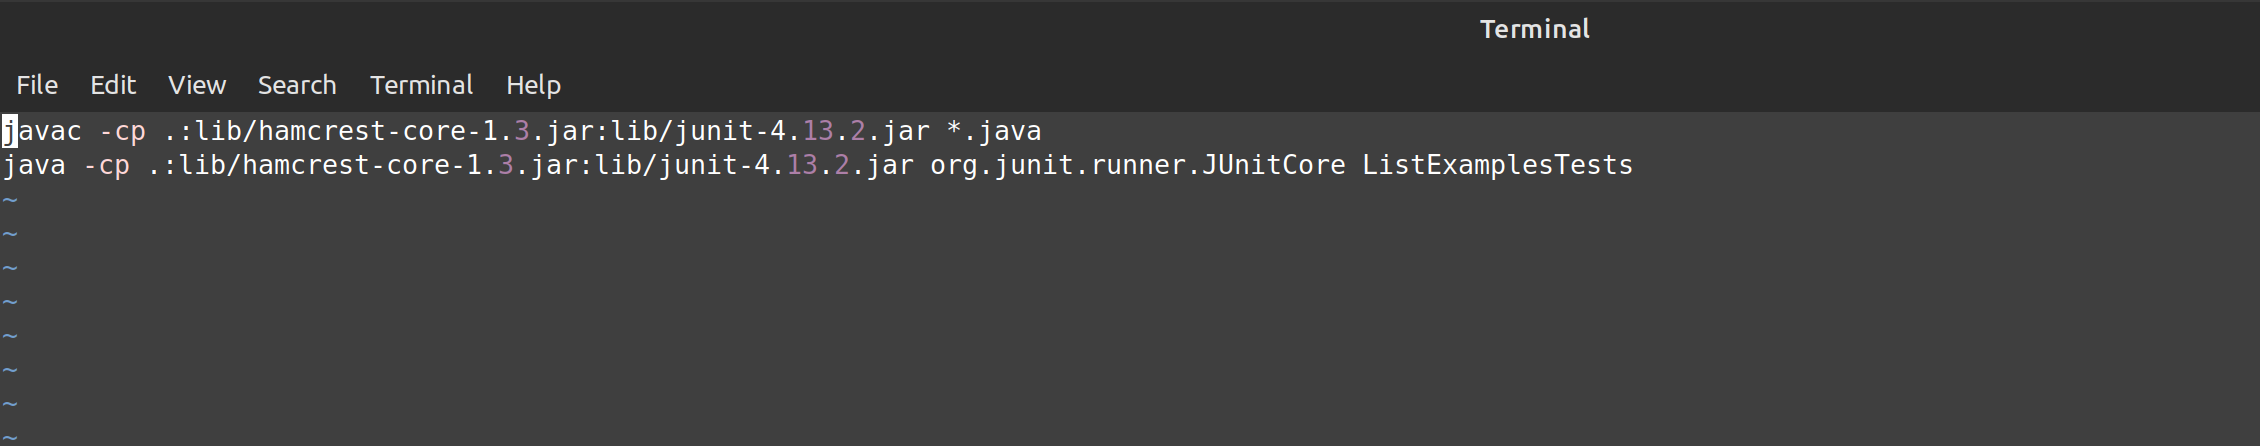 Terminal
File Edit View Search Terminal Help
javac -cp .:lib/hamcrest-core-1.3.jar:lib/junit-4.13.2.jar *.java
java -cp .:lib/hamcrest-core-1.3.jar:lib/junit-4.13.2.jar org.junit.runner.JUnitCore ListExamplesTests
~
~
~
~
~
~
~
~